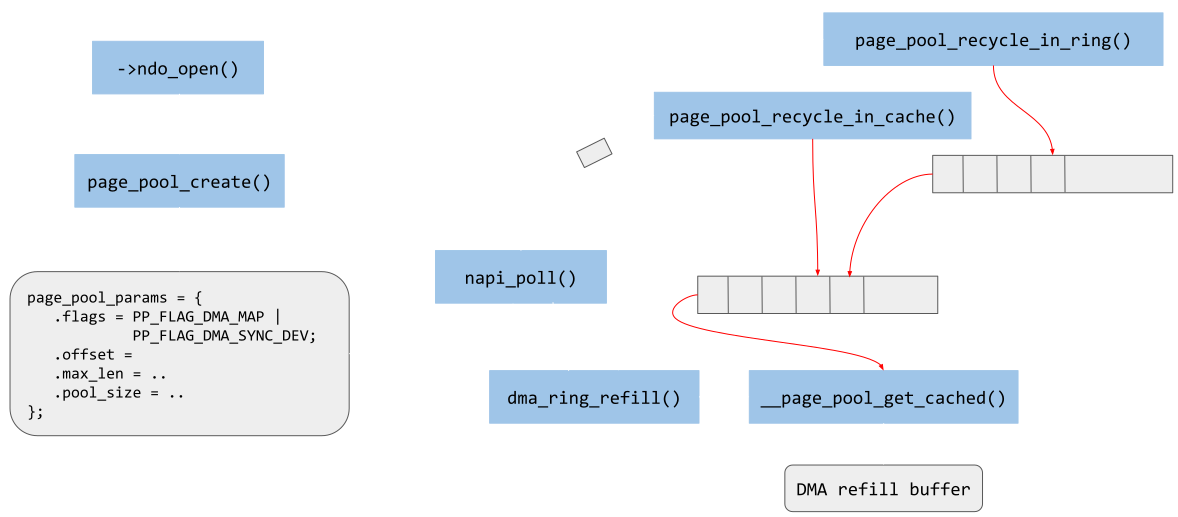 ->ndo_open()
page_pool_create()
page_pool_params = {
.flags = PP_FLAG_DMA_MAP |
PP_FLAG_DMA_SYNC_DEV;
.offset =
.max_len = ..
.pool_size = ..
};
napi_poll()
dma_ring_refill()
page_pool_recycle_in_ring()
page_pool_recycle_in_cache()
__page_pool_get_cached()
DMA refill buffer